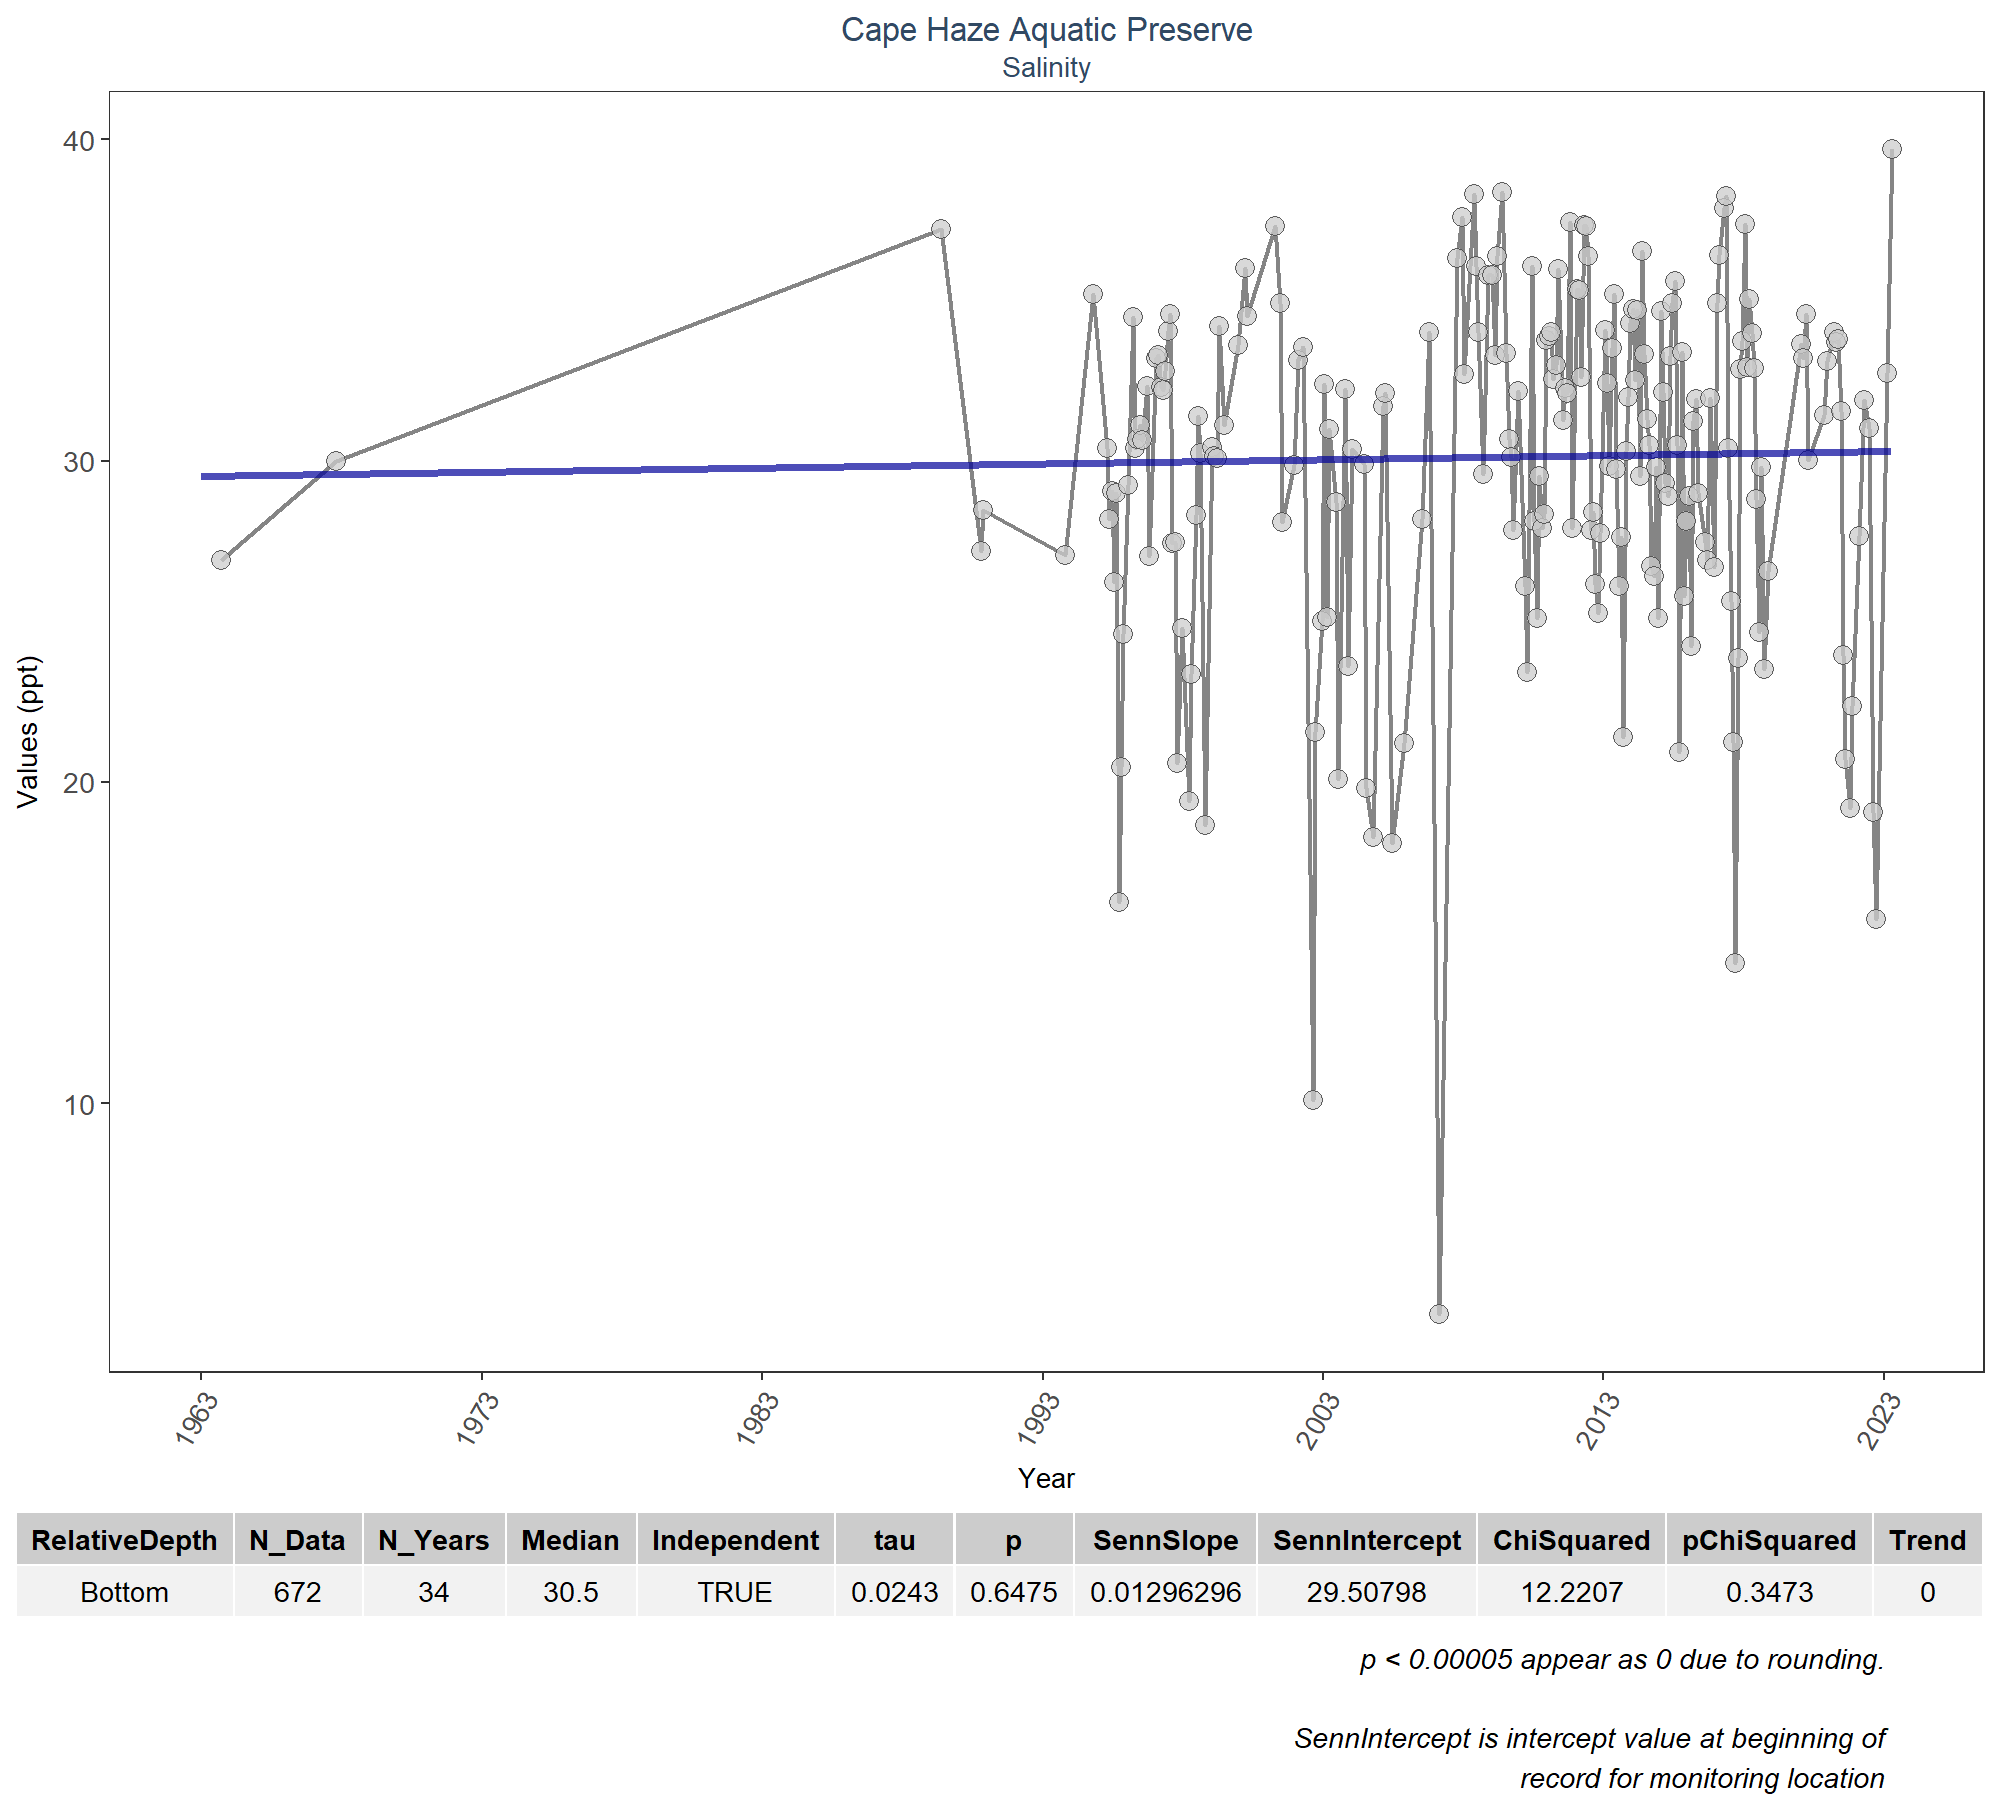 Cape Haze Aquatic Preserve
Salinity
40
30
20
10
Values (ppt)
1963
1973
1983
1993
2003
2013
2023
Year
RelativeDepth N_Data N_Years Median Independent tau p SennSlope SennIntercept ChiSquared pChiSquared Trend
Bottom 672 34 30.5 TRUE 0.0243 0.6475 0.01296296 29.50798 12.2207 0.3473 0
p < 0.00005 appear as 0 due to rounding.
SennIntercept is intercept value at beginning of
record for monitoring location